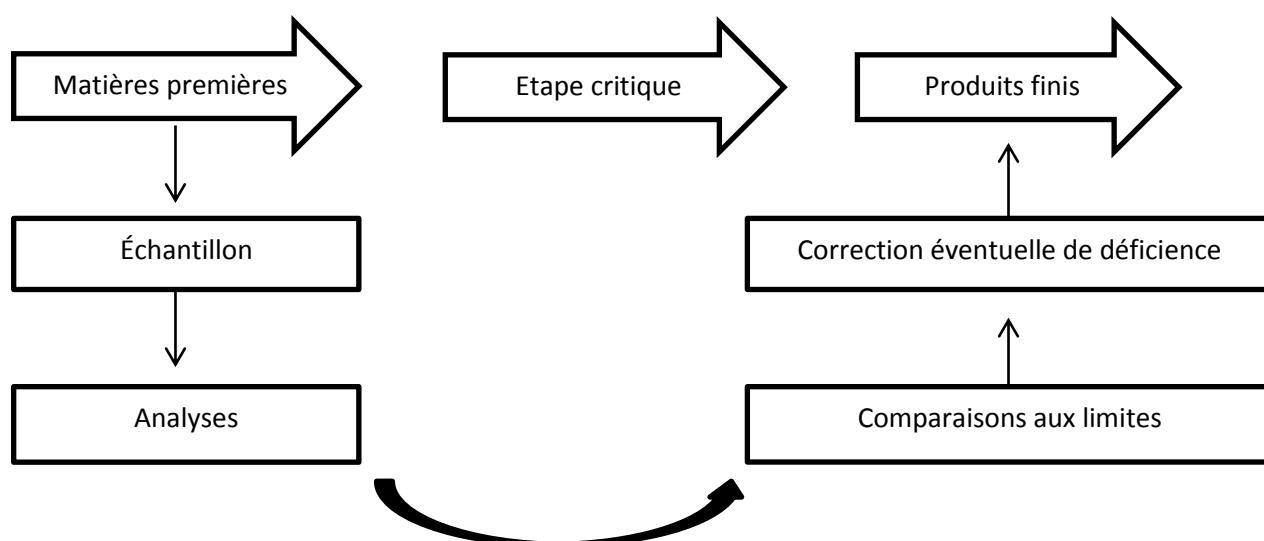 Matières premières
Etape critique
Produits finis
Échantillon
Correction éventuelle de déficience
Analyses
Comparaisons aux limites